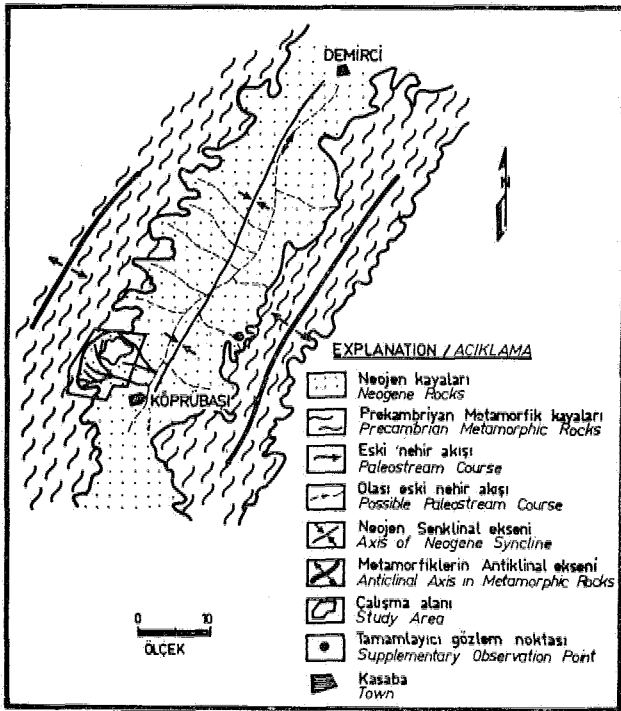 DEMİRCİ
N
KÖPRÜBAŞI
EXPLANATION / AÇIKLAMA
Neojen kayaları
Neogene Rocks
Prekambriyan Metamorfik kayaları
Precambrian Metamorphic Rocks
Eski nehir akışı
Paleostream Course
Olası eski nehir akışı
Possible Paleostream Course
Neojen Senklinal ekseni
Axis of Neogene Syncline
Metamorfiklerin Antiklinal ekseni
Anticlinal Axis in Metamorphic Rocks
Çalışma alanı
Study Area
Tamamlayıcı gözlem noktası
Supplementary Observation Point
Kasaba
Town
0 10
ÖLÇEK